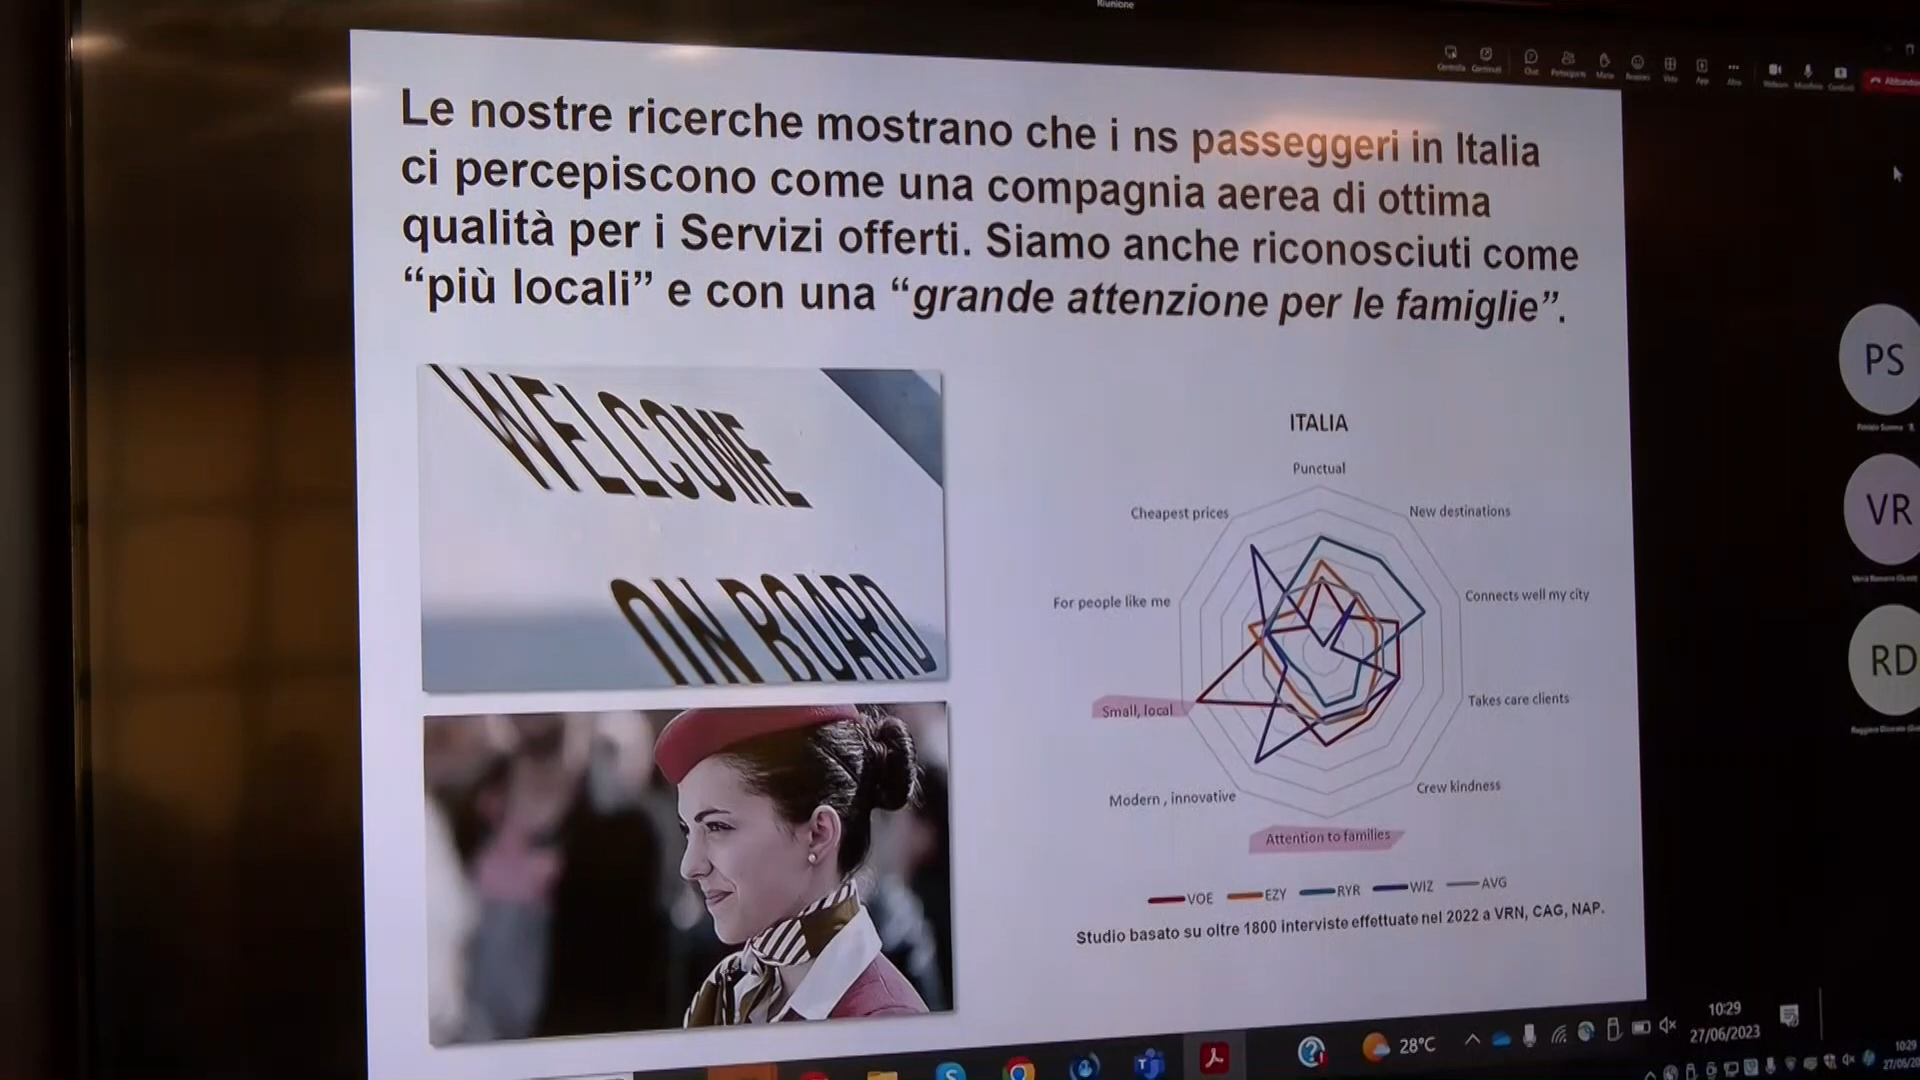 Riunione
Chat
Le nostre ricerche mostrano che i ns passeggeri in Italia
ci percepiscono come una compagnia aerea di ottima
qualità per i Servizi offerti. Siamo anche riconosciuti come
“più locali” e con una “grande attenzione per le famiglie”.
WELCOME
ON BOARD
ITALIA
Punctual
Cheapest prices
New destinations
For people like me
Connects well my city
Small, local
Takes care clients
Modern , innovative
Crew kindness
Attention to families
VOE EZY RYR WIZ AVG
Studio basato su oltre 1800 interviste effettuate nel 2022 a VRN, CAG, NAP.
PS
VR
RD
28°C
10:29
27/06/2023
10:29